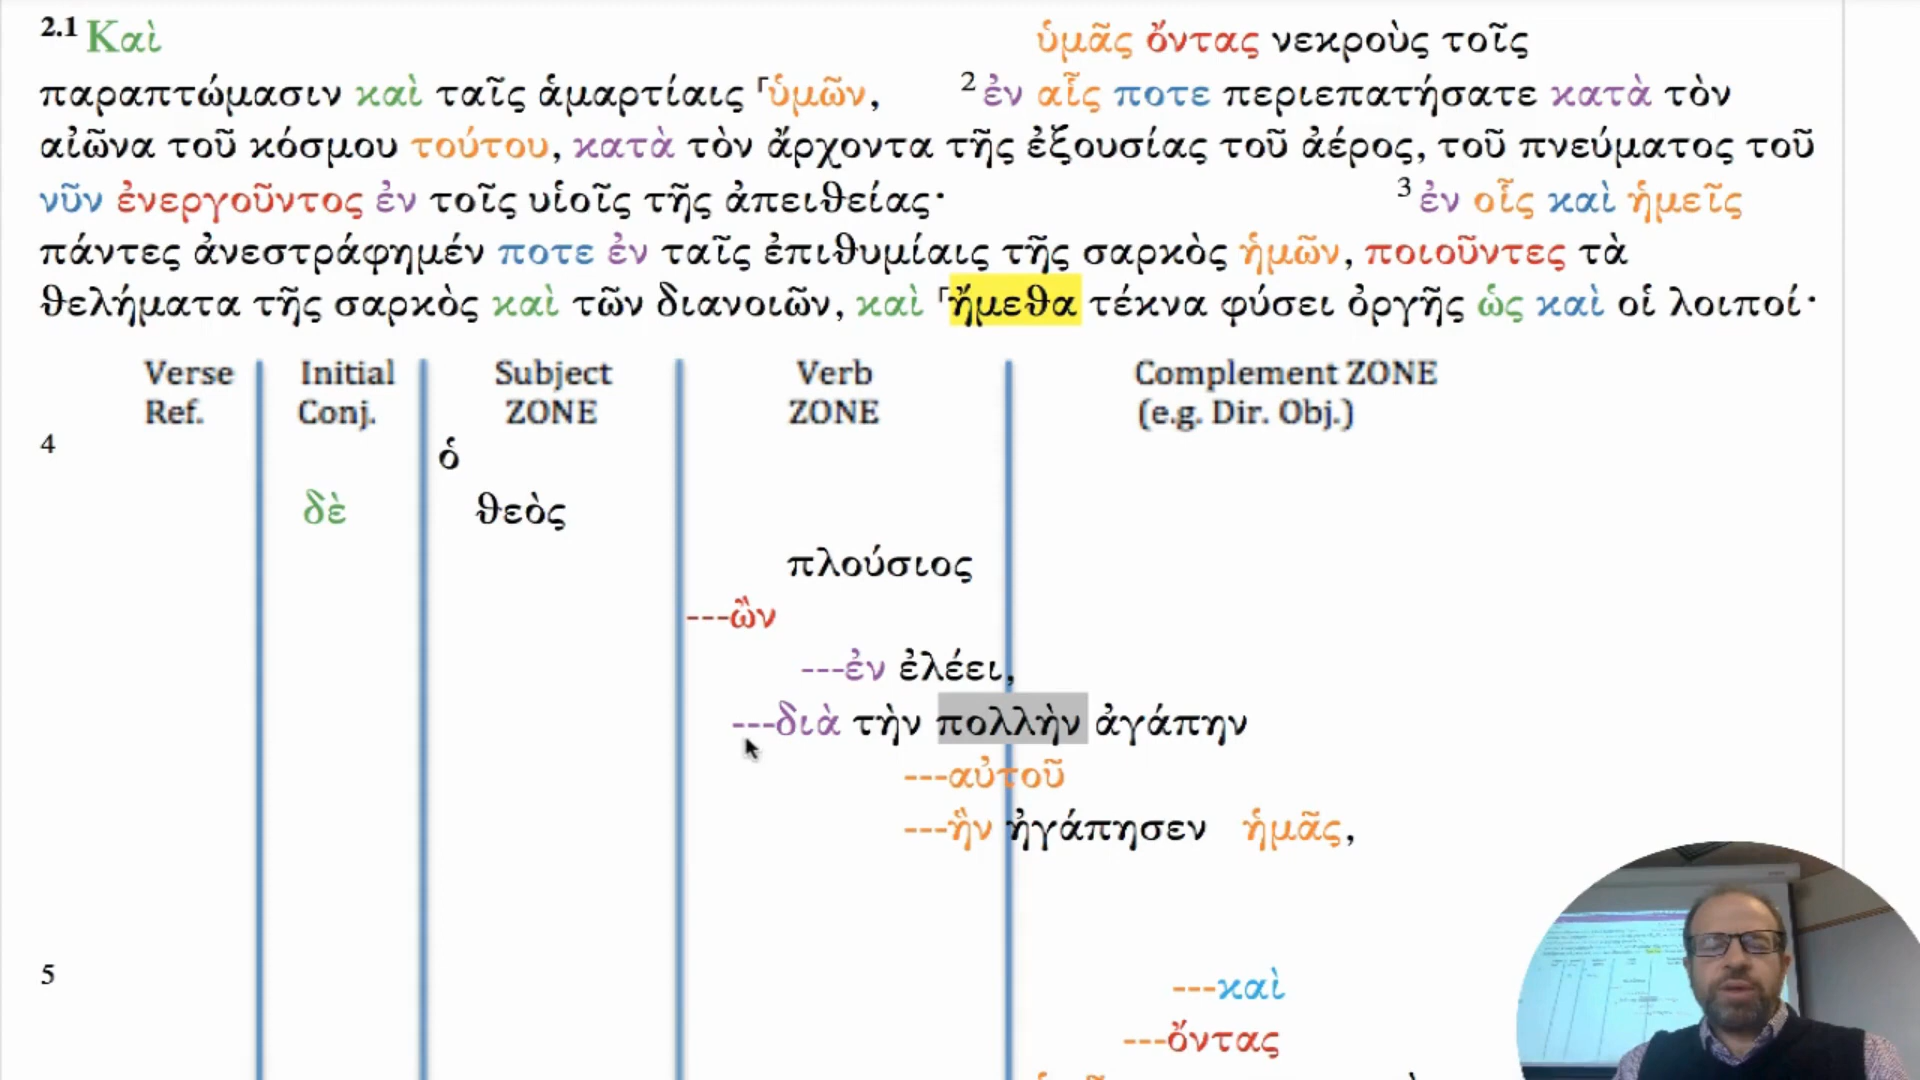 2.1 Καὶ ὑμᾶς ὄντας νεκροὺς τοῖς
παραπτώμασιν καὶ ταῖς ἁμαρτίαις ⸀ὑμῶν, 2 ἐν αἷς ποτε περιεπατήσατε κατὰ τὸν
αἰῶνα τοῦ κόσμου τούτου, κατὰ τὸν ἄρχοντα τῆς ἐξουσίας τοῦ ἀέρος, τοῦ πνεύματος τοῦ
νῦν ἐνεργοῦντος ἐν τοῖς υἱοῖς τῆς ἀπειθείας· 3 ἐν οἷς καὶ ἡμεῖς
πάντες ἀνεστράφημέν ποτε ἐν ταῖς ἐπιθυμίαις τῆς σαρκὸς ἡμῶν, ποιοῦντες τὰ
θελήματα τῆς σαρκὸς καὶ τῶν διανοιῶν, καὶ ⸀ἤμεθα τέκνα φύσει ὀργῆς ὡς καὶ οἱ λοιποί·
Verse Initial Subject Verb Complement ZONE
Ref. Conj. ZONE ZONE (e.g. Dir. Obj.)
4 ὁ
δὲ θεὸς
πλούσιος
---ὢν
---ἐν ἐλέει,
---διὰ τὴν πολλὴν ἀγάπην
---αὐτοῦ
---ἣν ἠγάπησεν ἡμᾶς,
5 ---καὶ
---ὄντας